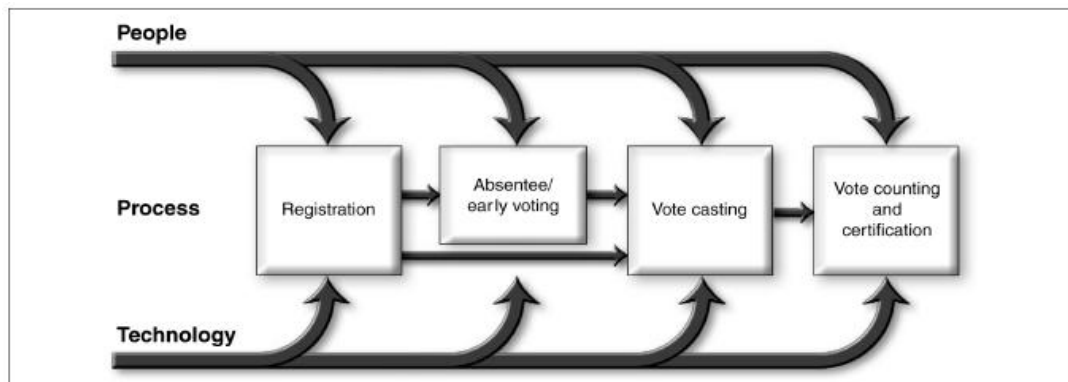 People
Process
Registration
Absentee/
early voting
Vote casting
Vote counting
and
certification
Technology